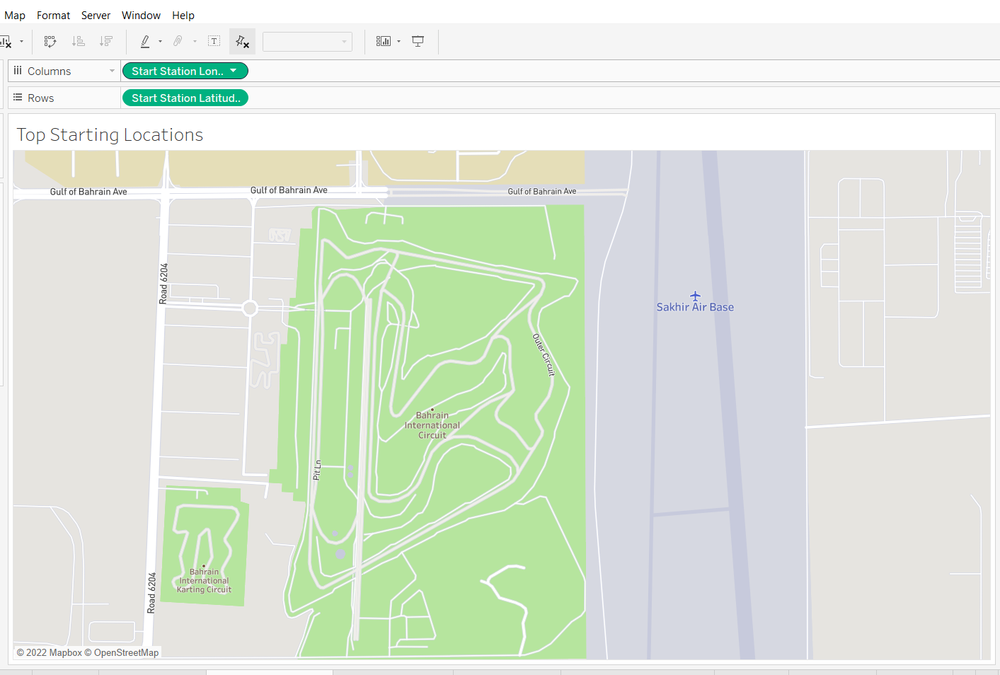 Map Format Server Window Help
T
Columns Start Station Lon..
Rows Start Station Latitud..
Top Starting Locations
Gulf of Bahrain Ave
Gulf of Bahrain Ave
Gulf of Bahrain Ave
Road 6204
Sakhir Air Base
Outer Circuit
Bahrain
International
Circuit
Pit Ln
Bahrain
International
Karting Circuit
Road 6204
© 2022 Mapbox © OpenStreetMap